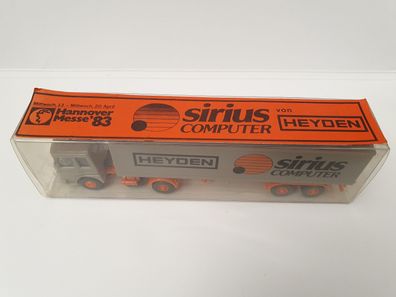 Mittwoch, 13. - Mittwoch, 20. April
Hannover
Messe '83
sirius
COMPUTER
von
HEYDEN
HEYDEN
sirius
COMPUTER